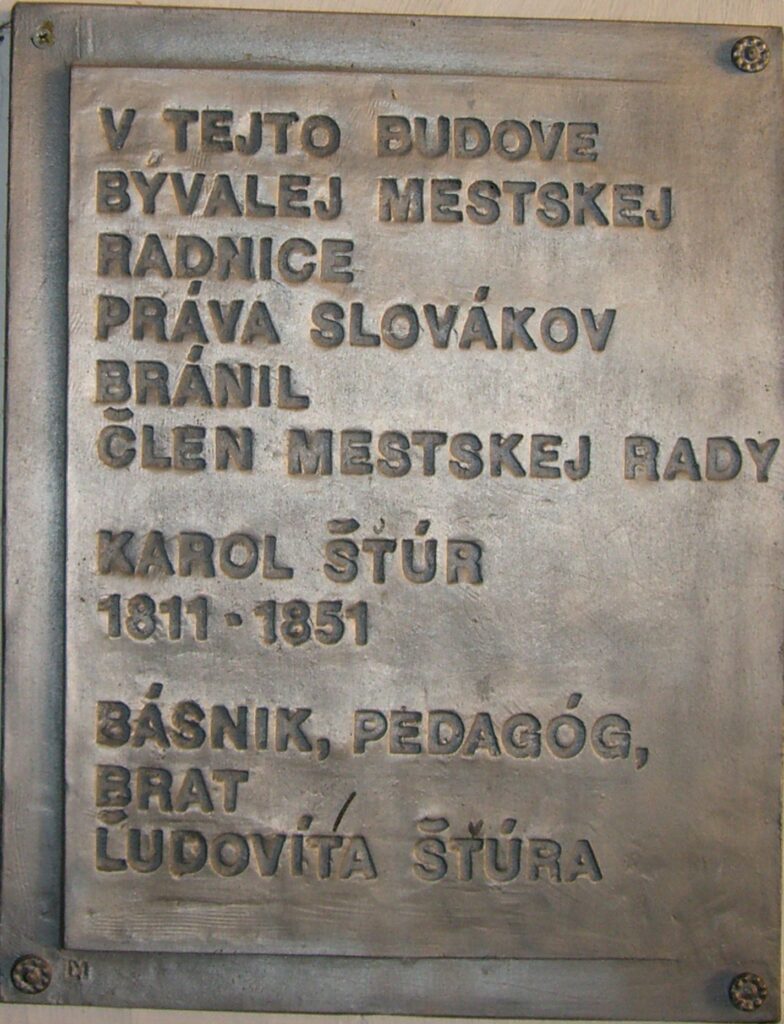 V TEJTO BUDOVE
BÝVALEJ MESTSKEJ
RADNICE
PRÁVA SLOVÁKOV
BRÁNIL
ČLEN MESTSKEJ RADY
KAROL ŠTÚR
1811-1851
BÁSNIK, PEDAGÓG,
BRAT
ĽUDOVÍTA ŠTÚRA
M